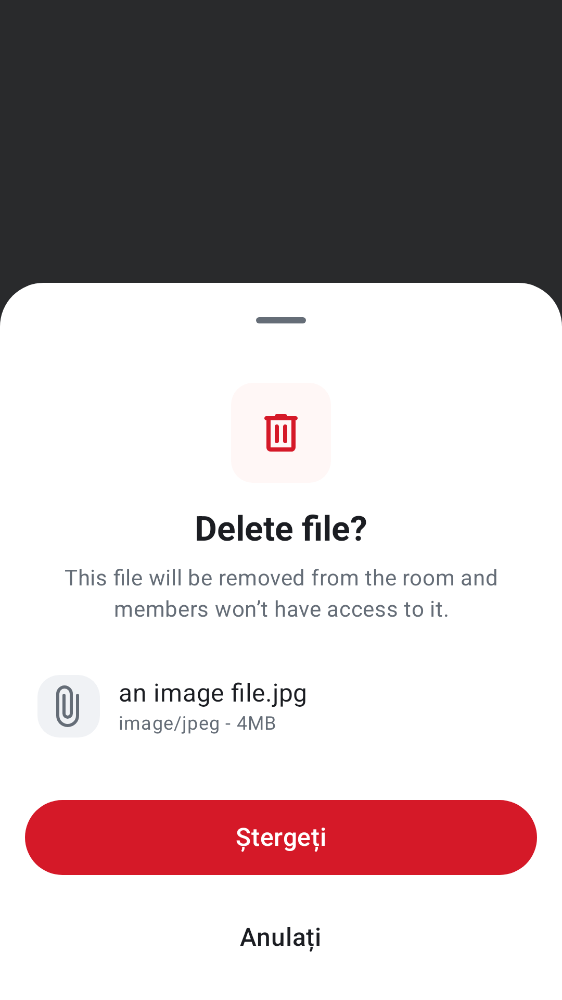 Delete file?
This file will be removed from the room and
members won’t have access to it.
an image file.jpg
image/jpeg - 4MB
Ștergeți
Anulați